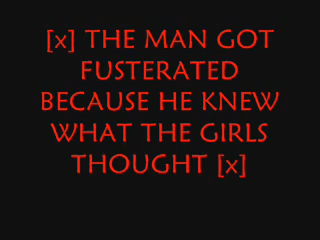 [x] THE MAN GOT
FUSTERATED
BECAUSE HE KNEW
WHAT THE GIRLS
THOUGHT [x]